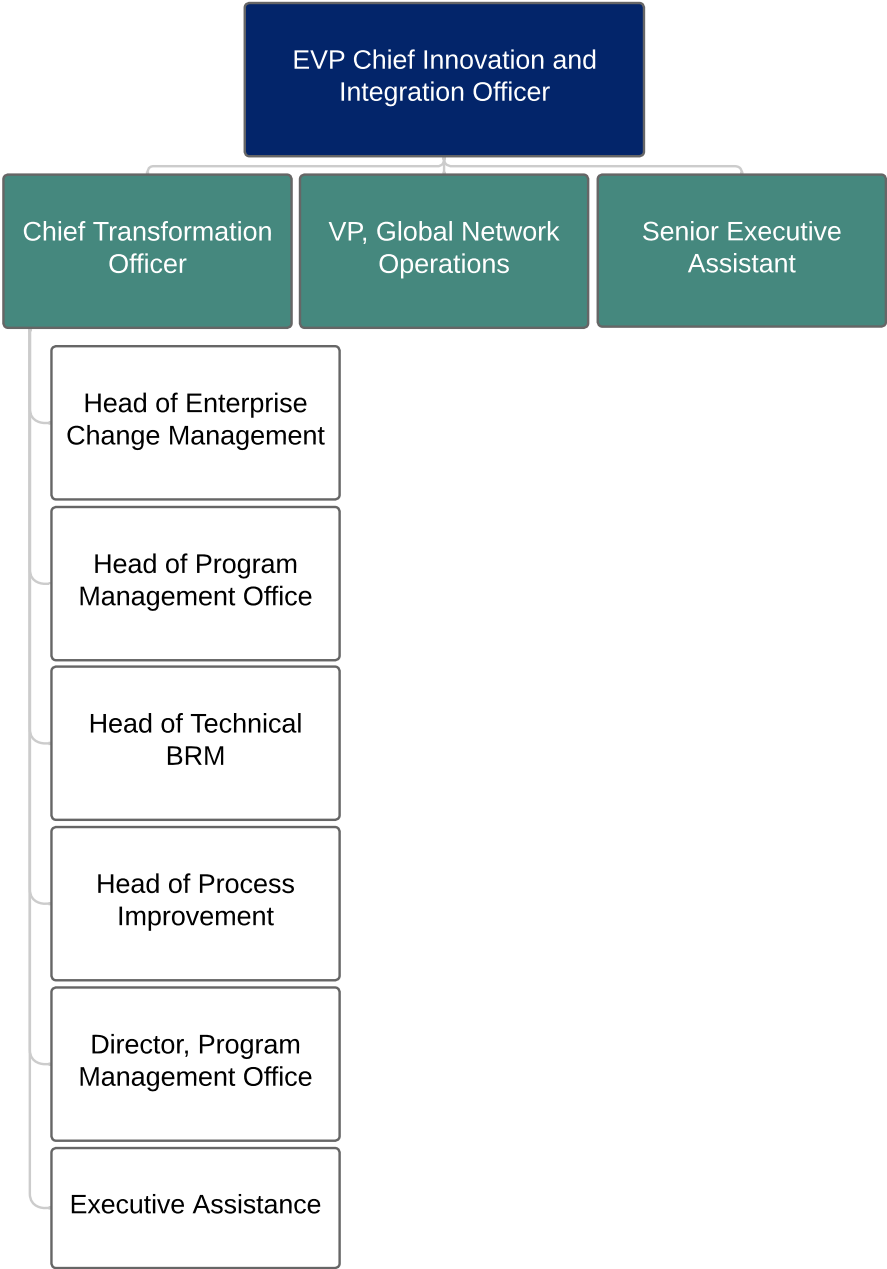 EVP Chief Innovation and
Integration Officer
Chief Transformation
Officer
VP, Global Network
Operations
Senior Executive
Assistant
Head of Enterprise
Change Management
Head of Program
Management Office
Head of Technical
BRM
Head of Process
Improvement
Director, Program
Management Office
Executive Assistance